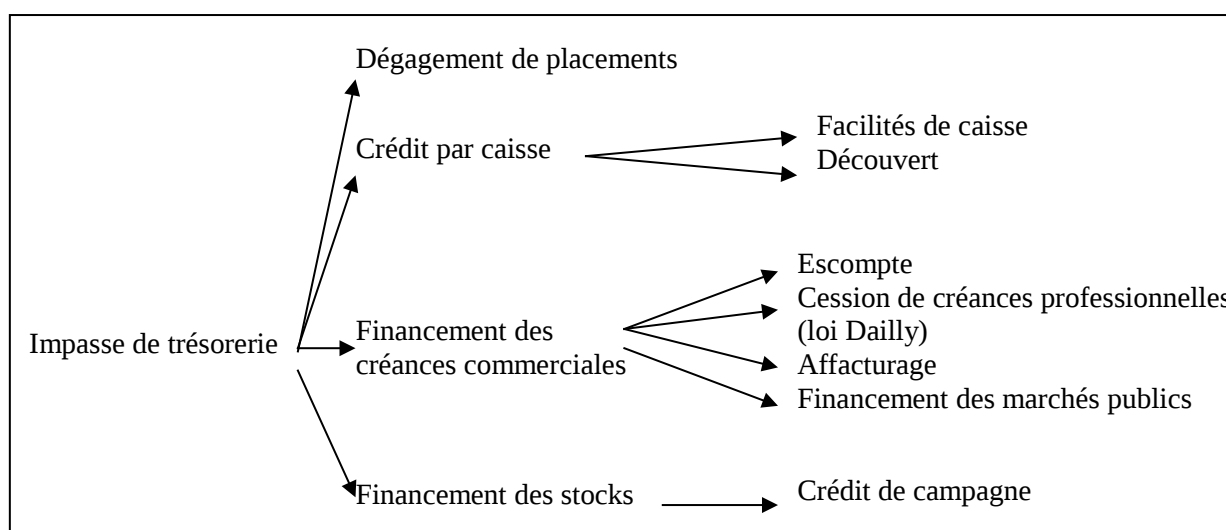 Dégagement de placements
Facilités de caisse
Crédit par caisse
Découvert
Escompte
Cession de créances professionnelles
(loi Dailly)
Impasse de trésorerie
Financement des
créances commerciales
Affacturage
Financement des marchés publics
Financement des stocks
Crédit de campagne